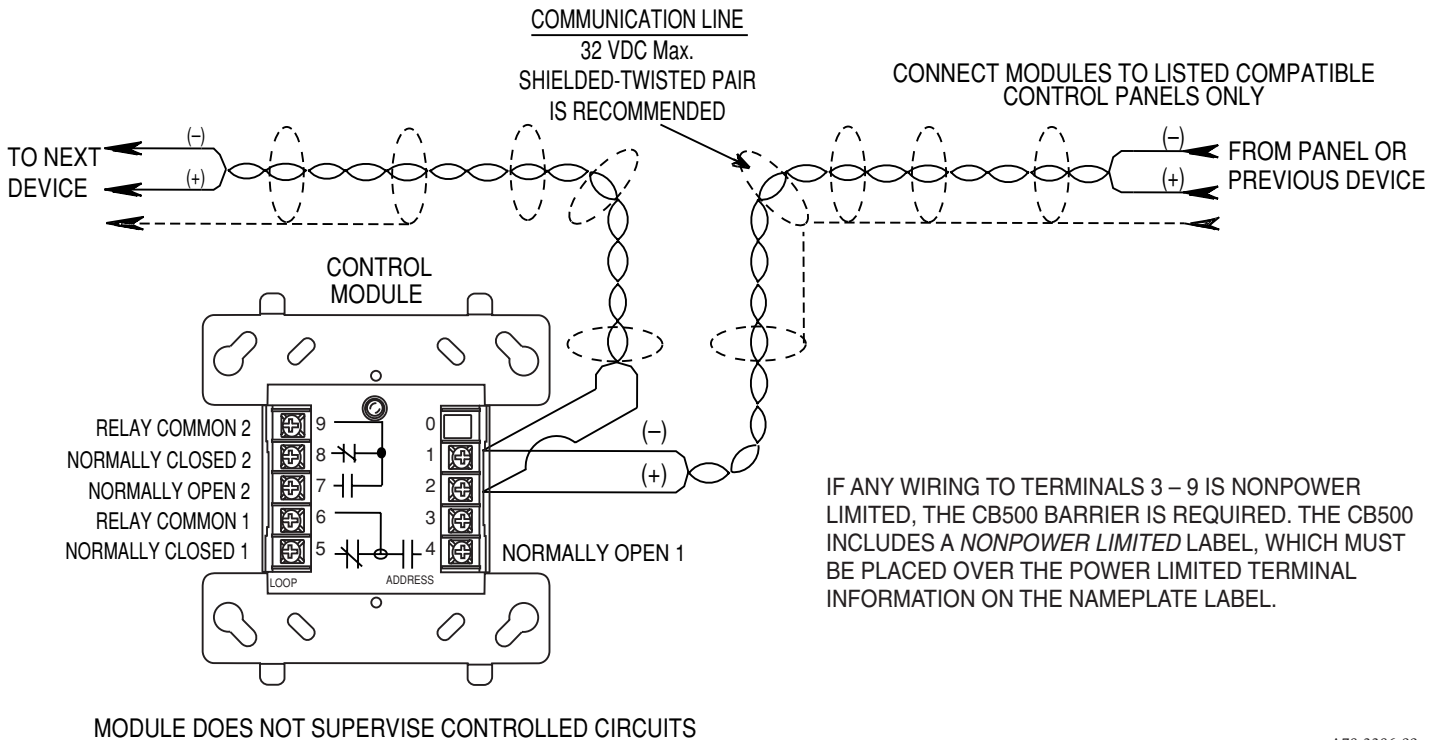 COMMUNICATION LINE
32 VDC Max.
SHIELDED-TWISTED PAIR
IS RECOMMENDED
CONNECT MODULES TO LISTED COMPATIBLE
CONTROL PANELS ONLY
TO NEXT
DEVICE
(–)
(+)
(–)
(+)
FROM PANEL OR
PREVIOUS DEVICE
CONTROL
MODULE
RELAY COMMON 2
NORMALLY CLOSED 2
NORMALLY OPEN 2
RELAY COMMON 1
NORMALLY CLOSED 1
9
8
7
6
5
0
1
2
3
4
LOOP
ADDRESS
NORMALLY OPEN 1
(–)
(+)
IF ANY WIRING TO TERMINALS 3 – 9 IS NONPOWER
LIMITED, THE CB500 BARRIER IS REQUIRED. THE CB500
INCLUDES A NONPOWER LIMITED LABEL, WHICH MUST
BE PLACED OVER THE POWER LIMITED TERMINAL
INFORMATION ON THE NAMEPLATE LABEL.
MODULE DOES NOT SUPERVISE CONTROLLED CIRCUITS